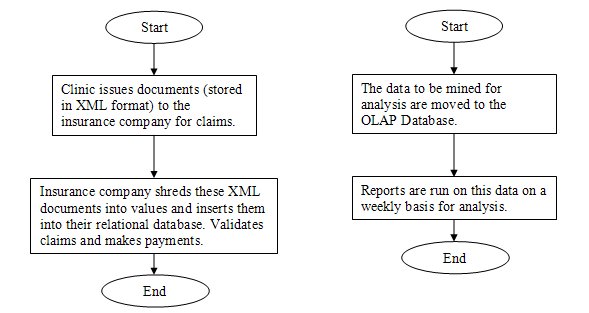 Start
Clinic issues documents (stored
in XML format) to the
insurance company for claims.
Insurance company shreds these XML
documents into values and inserts them
into their relational database. Validates
claims and makes payments.
End
Start
The data to be mined for
analysis are moved to the
OLAP Database.
Reports are run on this data on a
weekly basis for analysis.
End